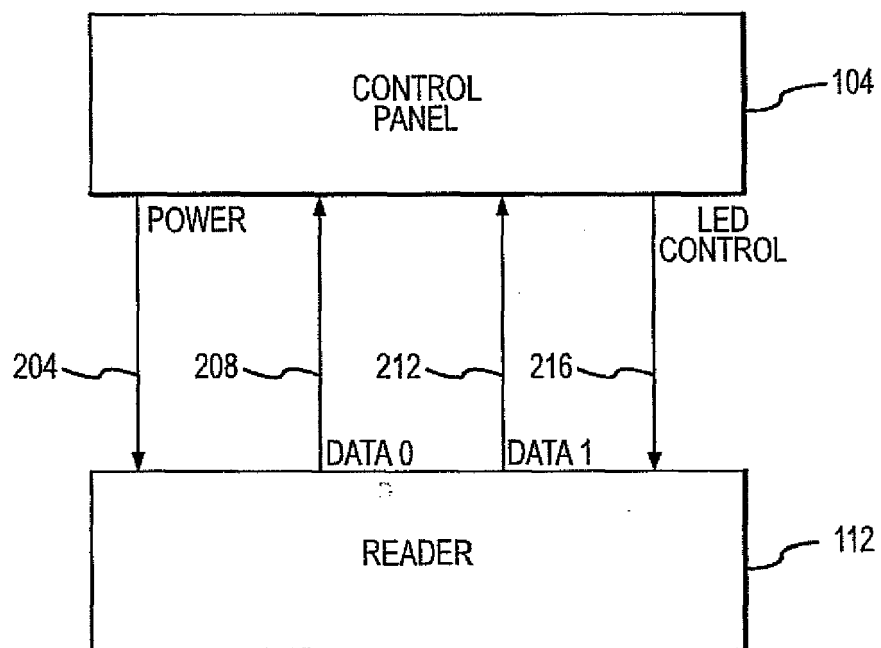 CONTROL
PANEL
104
POWER
LED
CONTROL
204
208
212
216
DATA 0
DATA 1
READER
112